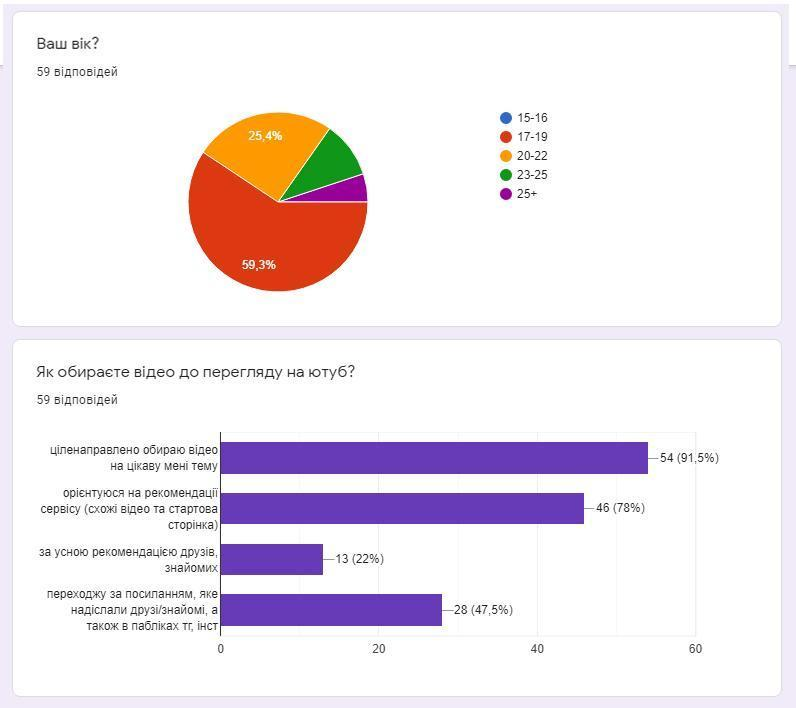 Ваш вік?
59 відповідей
25,4%
59,3%
15-16
17-19
20-22
23-25
25+
Як обираєте відео до перегляду на ютуб?
59 відповідей
ціленаправлено обираю відео
на цікаву мені тему
54 (91,5%)
орієнтуюся на рекомендації
сервісу (схожі відео та стартова
сторінка)
46 (78%)
за усною рекомендацією друзів,
знайомих
13 (22%)
переходжу за посиланням, яке
надіслали друзі/знайомі, а
також в пабліках тг, інст
28 (47,5%)
0 20 40 60